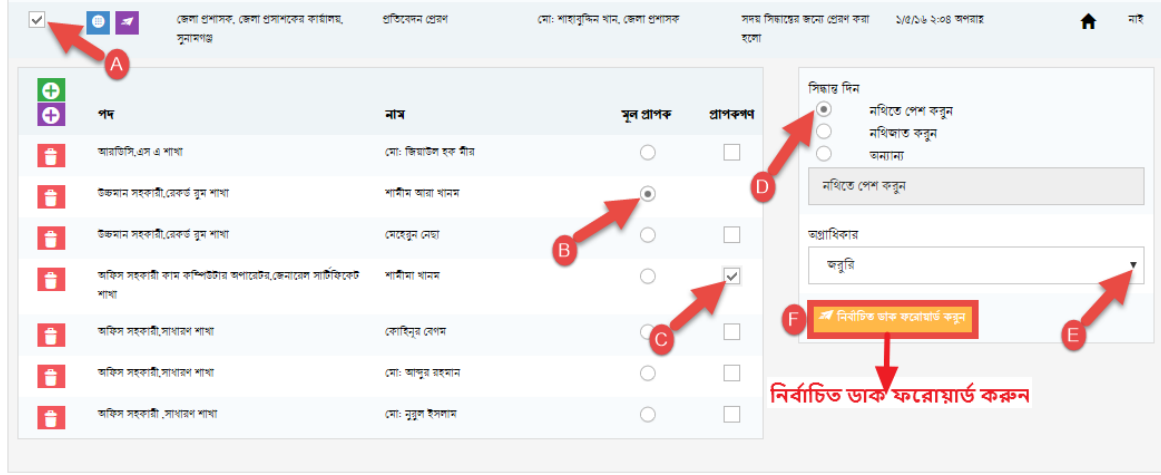 জেলা প্রশাসক, জেলা প্রসাশকের কার্যালয়,
সুনামগঞ্জ
প্রতিবেদন প্রেরণ
মো: শাহাবুদ্দিন খান, জেলা প্রশাসক
সদয় সিদ্ধান্তের জন্যে প্রেরণ করা
হলো
১/৫/১৬ ২:০৪ অপরাহ্ণ
নাই
A
পদ নাম মূল প্রাপক প্রাপকগণ
আরডিসি,এস এ শাখা মো: জিয়াউল হক মীর
উচ্চমান সহকারী,রেকর্ড রুম শাখা শামীম আরা খানম
B
উচ্চমান সহকারী,রেকর্ড রুম শাখা মেহেরুন নেছা
অফিস সহকারী কাম কম্পিউটার অপারেটর,জেনারেল সার্টিফিকেট
শাখা
শামীমা খানম
C
অফিস সহকারী,সাধারণ শাখা কোহিনূর বেগম
অফিস সহকারী,সাধারণ শাখা মো: আব্দুর রহমান
অফিস সহকারী ,সাধারণ শাখা মো: নুরুল ইসলাম
সিদ্ধান্ত দিন
নথিতে পেশ করুন
নথিজাত করুন
অন্যান্য
D
নথিতে পেশ করুন
অগ্রাধিকার
জরুরি
E
F
নির্বাচিত ডাক ফরোয়ার্ড করুন
নির্বাচিত ডাক ফরোয়ার্ড করুন